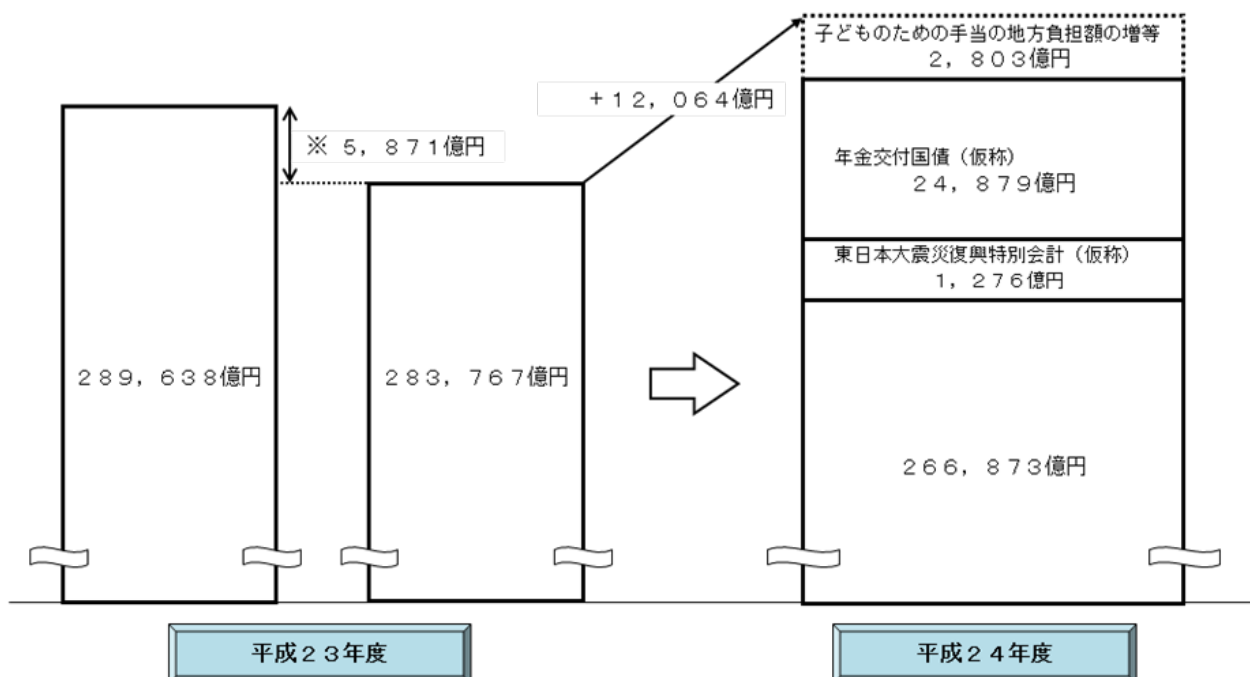 子どものための手当の地方負担額の増等
２，８０３億円
＋１２，０６４億円
※ ５，８７１億円
年金交付国債（仮称）
２４，８７９億円
東日本大震災復興特別会計（仮称）
１，２７６億円
２８９，６３８億円
２８３，７６７億円
２６６，８７３億円
平成２３年度
平成２４年度